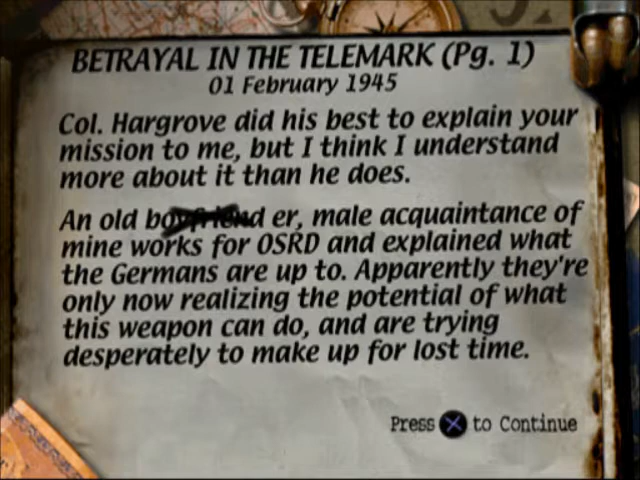 BETRAYAL IN THE TELEMARK (Pg. 1)
01 February 1945
Col. Hargrove did his best to explain your
mission to me, but I think I understand
more about it than he does.
An old boyfriend er, male acquaintance of
mine works for OSRD and explained what
the Germans are up to. Apparently they're
only now realizing the potential of what
this weapon can do, and are trying
desperately to make up for lost time.
Press X to Continue